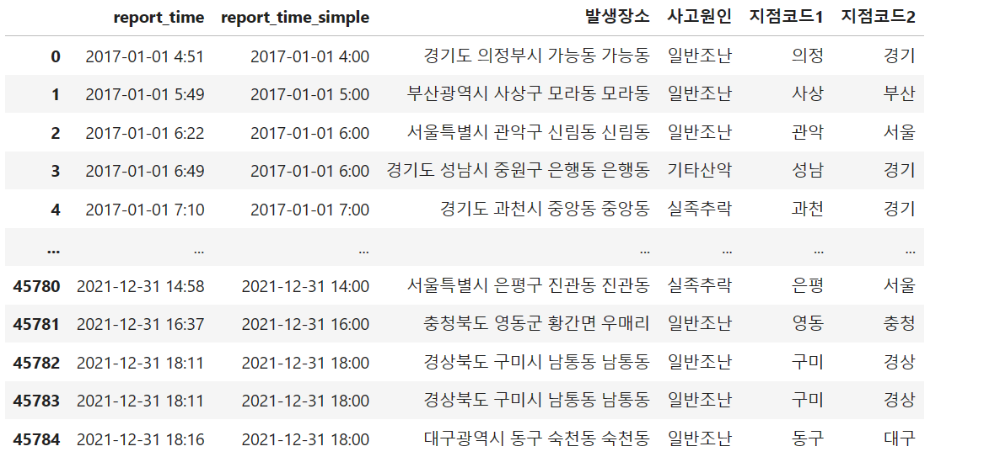 report_time report_time_simple 발생장소 사고원인 지점코드1 지점코드2
0 2017-01-01 4:51 2017-01-01 4:00 경기도 의정부시 가능동 가능동 일반조난 의정 경기
1 2017-01-01 5:49 2017-01-01 5:00 부산광역시 사상구 모라동 모라동 일반조난 사상 부산
2 2017-01-01 6:22 2017-01-01 6:00 서울특별시 관악구 신림동 신림동 일반조난 관악 서울
3 2017-01-01 6:49 2017-01-01 6:00 경기도 성남시 중원구 은행동 은행동 기타산악 성남 경기
4 2017-01-01 7:10 2017-01-01 7:00 경기도 과천시 중앙동 중앙동 실족추락 과천 경기
... ... ... ... ... ... ...
45780 2021-12-31 14:58 2021-12-31 14:00 서울특별시 은평구 진관동 진관동 실족추락 은평 서울
45781 2021-12-31 16:37 2021-12-31 16:00 충청북도 영동군 황간면 우매리 일반조난 영동 충청
45782 2021-12-31 18:11 2021-12-31 18:00 경상북도 구미시 남통동 남통동 일반조난 구미 경상
45783 2021-12-31 18:11 2021-12-31 18:00 경상북도 구미시 남통동 남통동 일반조난 구미 경상
45784 2021-12-31 18:16 2021-12-31 18:00 대구광역시 동구 숙천동 숙천동 일반조난 동구 대구